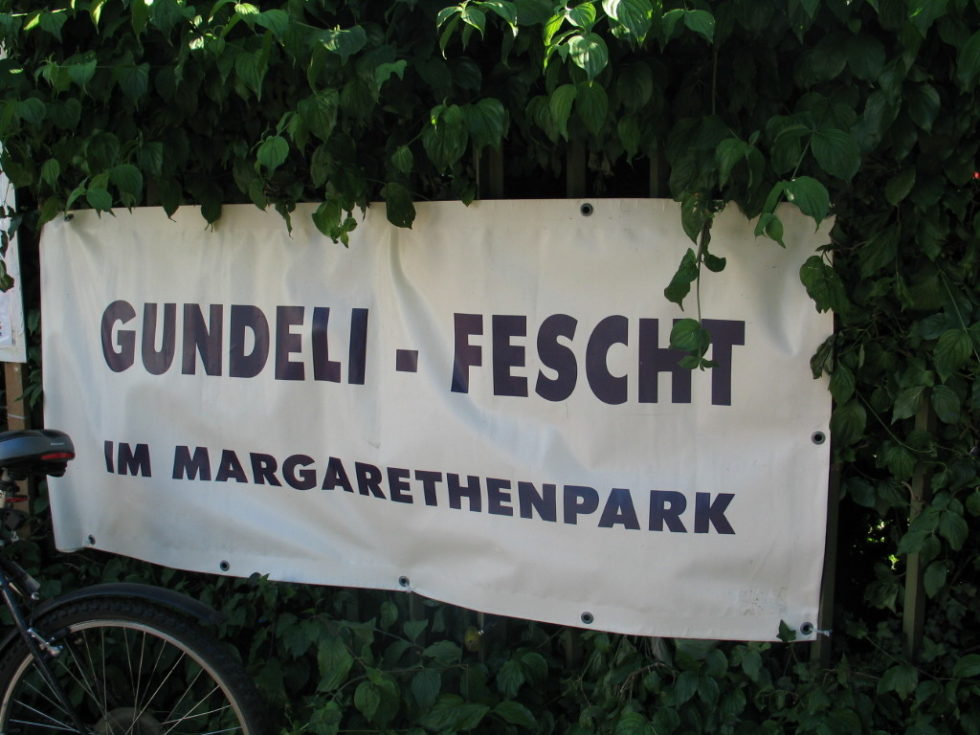 GUNDELI - FESCHT
IM MARGARETHENPARK